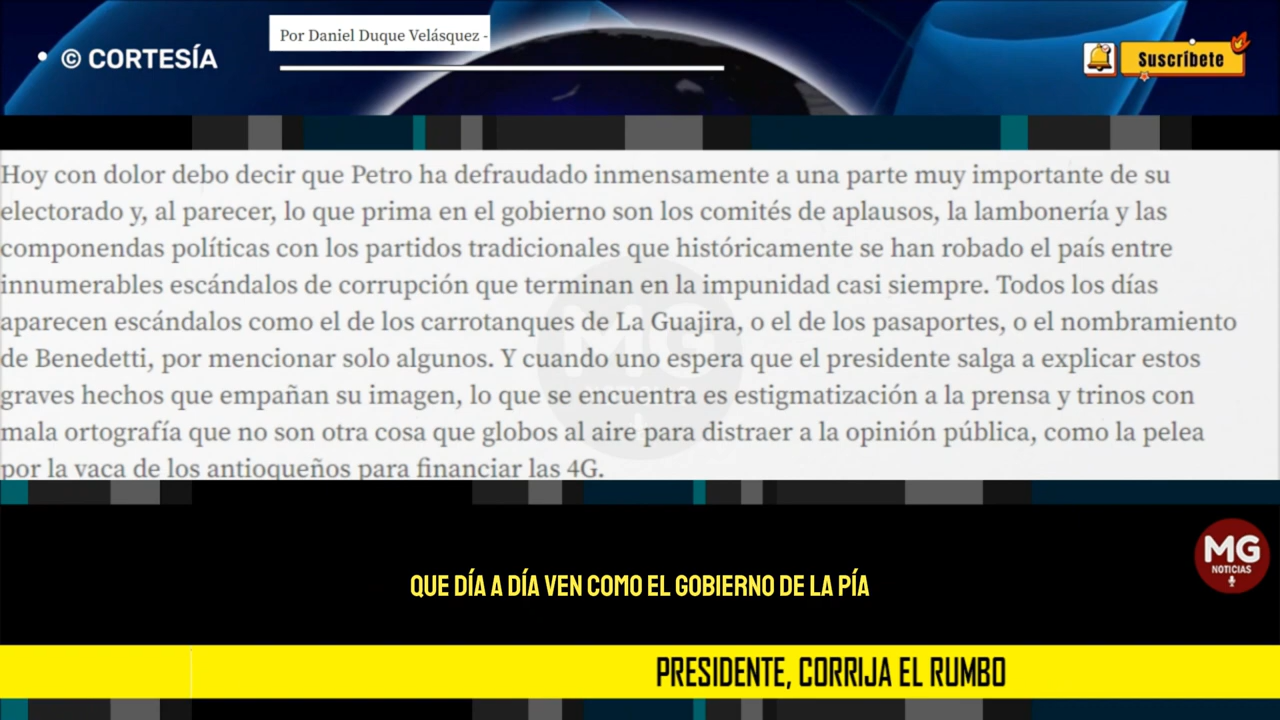 © CORTESÍA
Por Daniel Duque Velásquez -
Suscríbete
Hoy con dolor debo decir que Petro ha defraudado inmensamente a una parte muy importante de su
electorado y, al parecer, lo que prima en el gobierno son los comités de aplausos, la lambonería y las
componendas políticas con los partidos tradicionales que históricamente se han robado el país entre
innumerables escándalos de corrupción que terminan en la impunidad casi siempre. Todos los días
aparecen escándalos como el de los carrotanques de La Guajira, o el de los pasaportes, o el nombramiento
de Benedetti, por mencionar solo algunos. Y cuando uno espera que el presidente salga a explicar estos
graves hechos que empañan su imagen, lo que se encuentra es estigmatización a la prensa y trinos con
mala ortografía que no son otra cosa que globos al aire para distraer a la opinión pública, como la pelea
por la vaca de los antioqueños para financiar las 4G.
MG
NOTICIAS
QUE DÍA A DÍA VEN COMO EL GOBIERNO DE LA PÍA
PRESIDENTE, CORRIJA EL RUMBO